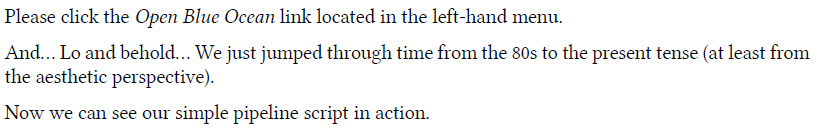 Please click the Open Blue Ocean link located in the left-hand menu.
And… Lo and behold… We just jumped through time from the 80s to the present tense (at least from
the aesthetic perspective).
Now we can see our simple pipeline script in action.